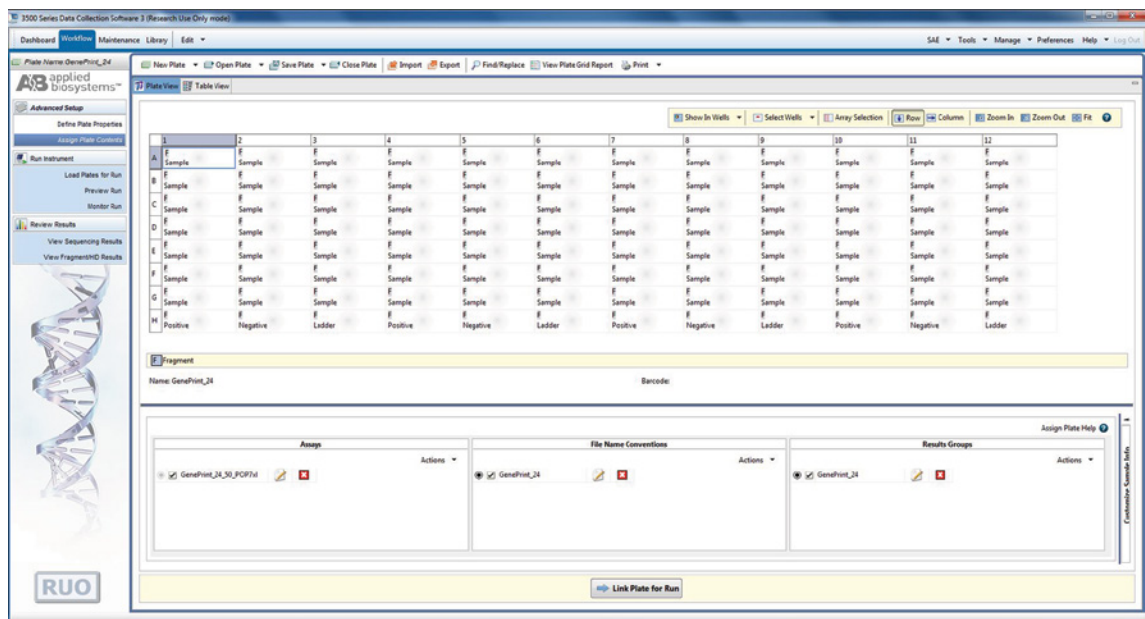 3500 Series Data Collection Software 3 (Research Use Only mode)
Dashboard Workflow Maintenance Library Edit SAE Tools Manage Preferences Help Log Out
Plate Name: GenePrint_24
AB applied biosystems™
Advanced Setup
Define Plate Properties
Assign Plate Contents
Run Instrument
Load Plates for Run
Preview Run
Monitor Run
Review Results
View Sequencing Results
View Fragment/HID Results
RUO
New Plate Open Plate Save Plate Close Plate Import Export Find/Replace View Plate Grid Report Print
Plate View Table View
Show In Wells Select Wells Array Selection Row Column Zoom In Zoom Out Fit
1 2 3 4 5 6 7 8 9 10 11 12
A F F F F F F F F F F F F
Sample Sample Sample Sample Sample Sample Sample Sample Sample Sample Sample Sample
B F F F F F F F F F F F F
Sample Sample Sample Sample Sample Sample Sample Sample Sample Sample Sample Sample
C F F F F F F F F F F F F
Sample Sample Sample Sample Sample Sample Sample Sample Sample Sample Sample Sample
D F F F F F F F F F F F F
Sample Sample Sample Sample Sample Sample Sample Sample Sample Sample Sample Sample
E F F F F F F F F F F F F
Sample Sample Sample Sample Sample Sample Sample Sample Sample Sample Sample Sample
F F F F F F F F F F F F F
Sample Sample Sample Sample Sample Sample Sample Sample Sample Sample Sample Sample
G F F F F F F F F F F F F
Sample Sample Sample Sample Sample Sample Sample Sample Sample Sample Sample Sample
H F F F F F F F F F F F F
Positive Negative Ladder Positive Negative Ladder Positive Negative Ladder Positive Negative Ladder
F Fragment
Name: GenePrint_24 Barcode:
Assign Plate Help
Customize Sample Info
Assays File Name Conventions Results Groups
Actions Actions Actions
GenePrint_24_50_POP7xl GenePrint_24 GenePrint_24
Link Plate for Run